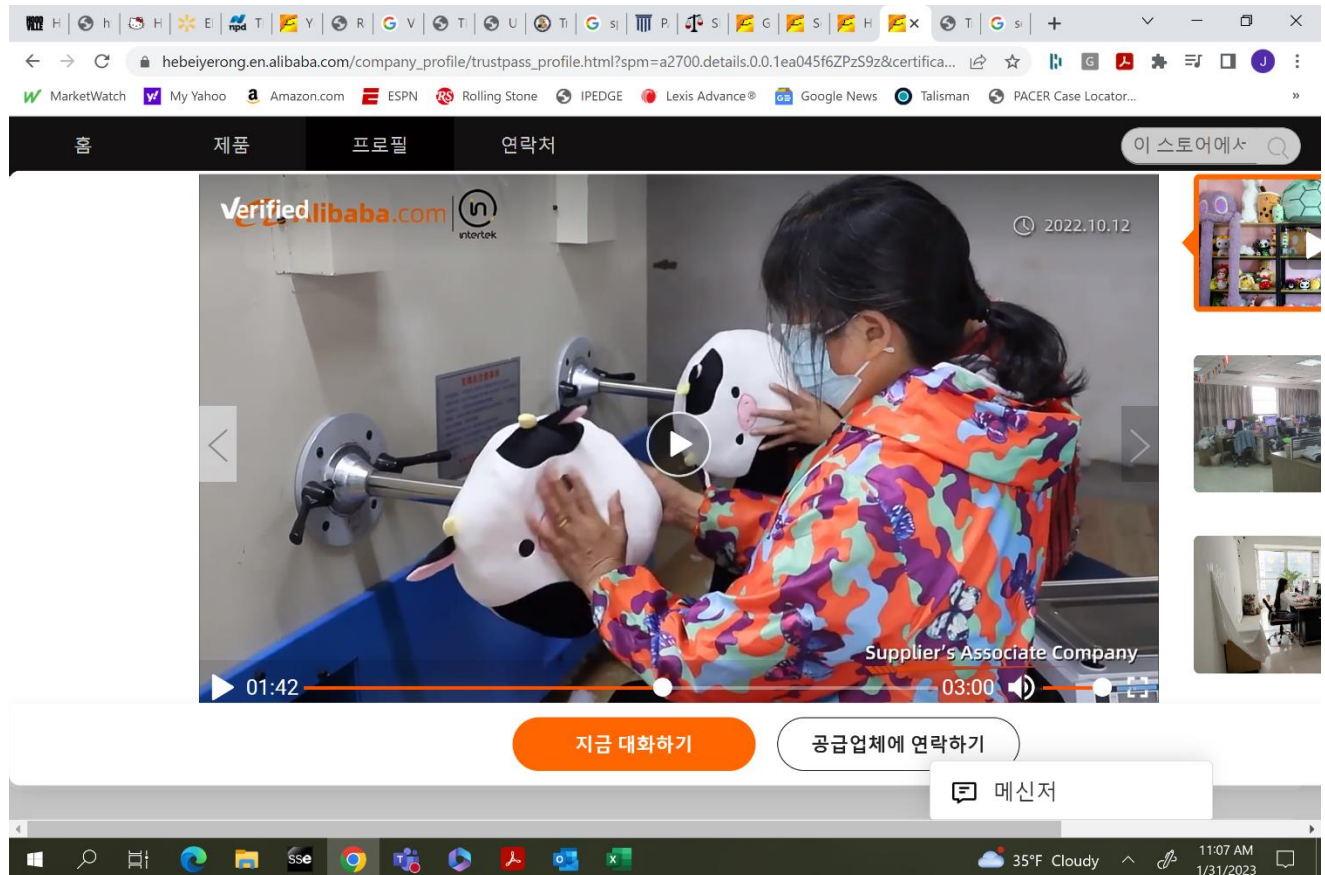 H h H E T Y R G V T U T sp P. S G S H × T G s +
hebeiyerong.en.alibaba.com/company_profile/trustpass_profile.html?spm=a2700.details.0.0.1ea045f6ZPzS9z&certifica...
MarketWatch My Yahoo Amazon.com ESPN Rolling Stone IPEDGE Lexis Advance® Google News Talisman PACER Case Locator... »
홈 제품 프로필 연락처 이 스토어에서
Verified Alibaba.com intertek
2022.10.12
Supplier's Associate Company
01:42 03:00
지금 대화하기 공급업체에 연락하기
메신저
35°F Cloudy 11:07 AM
1/31/2023